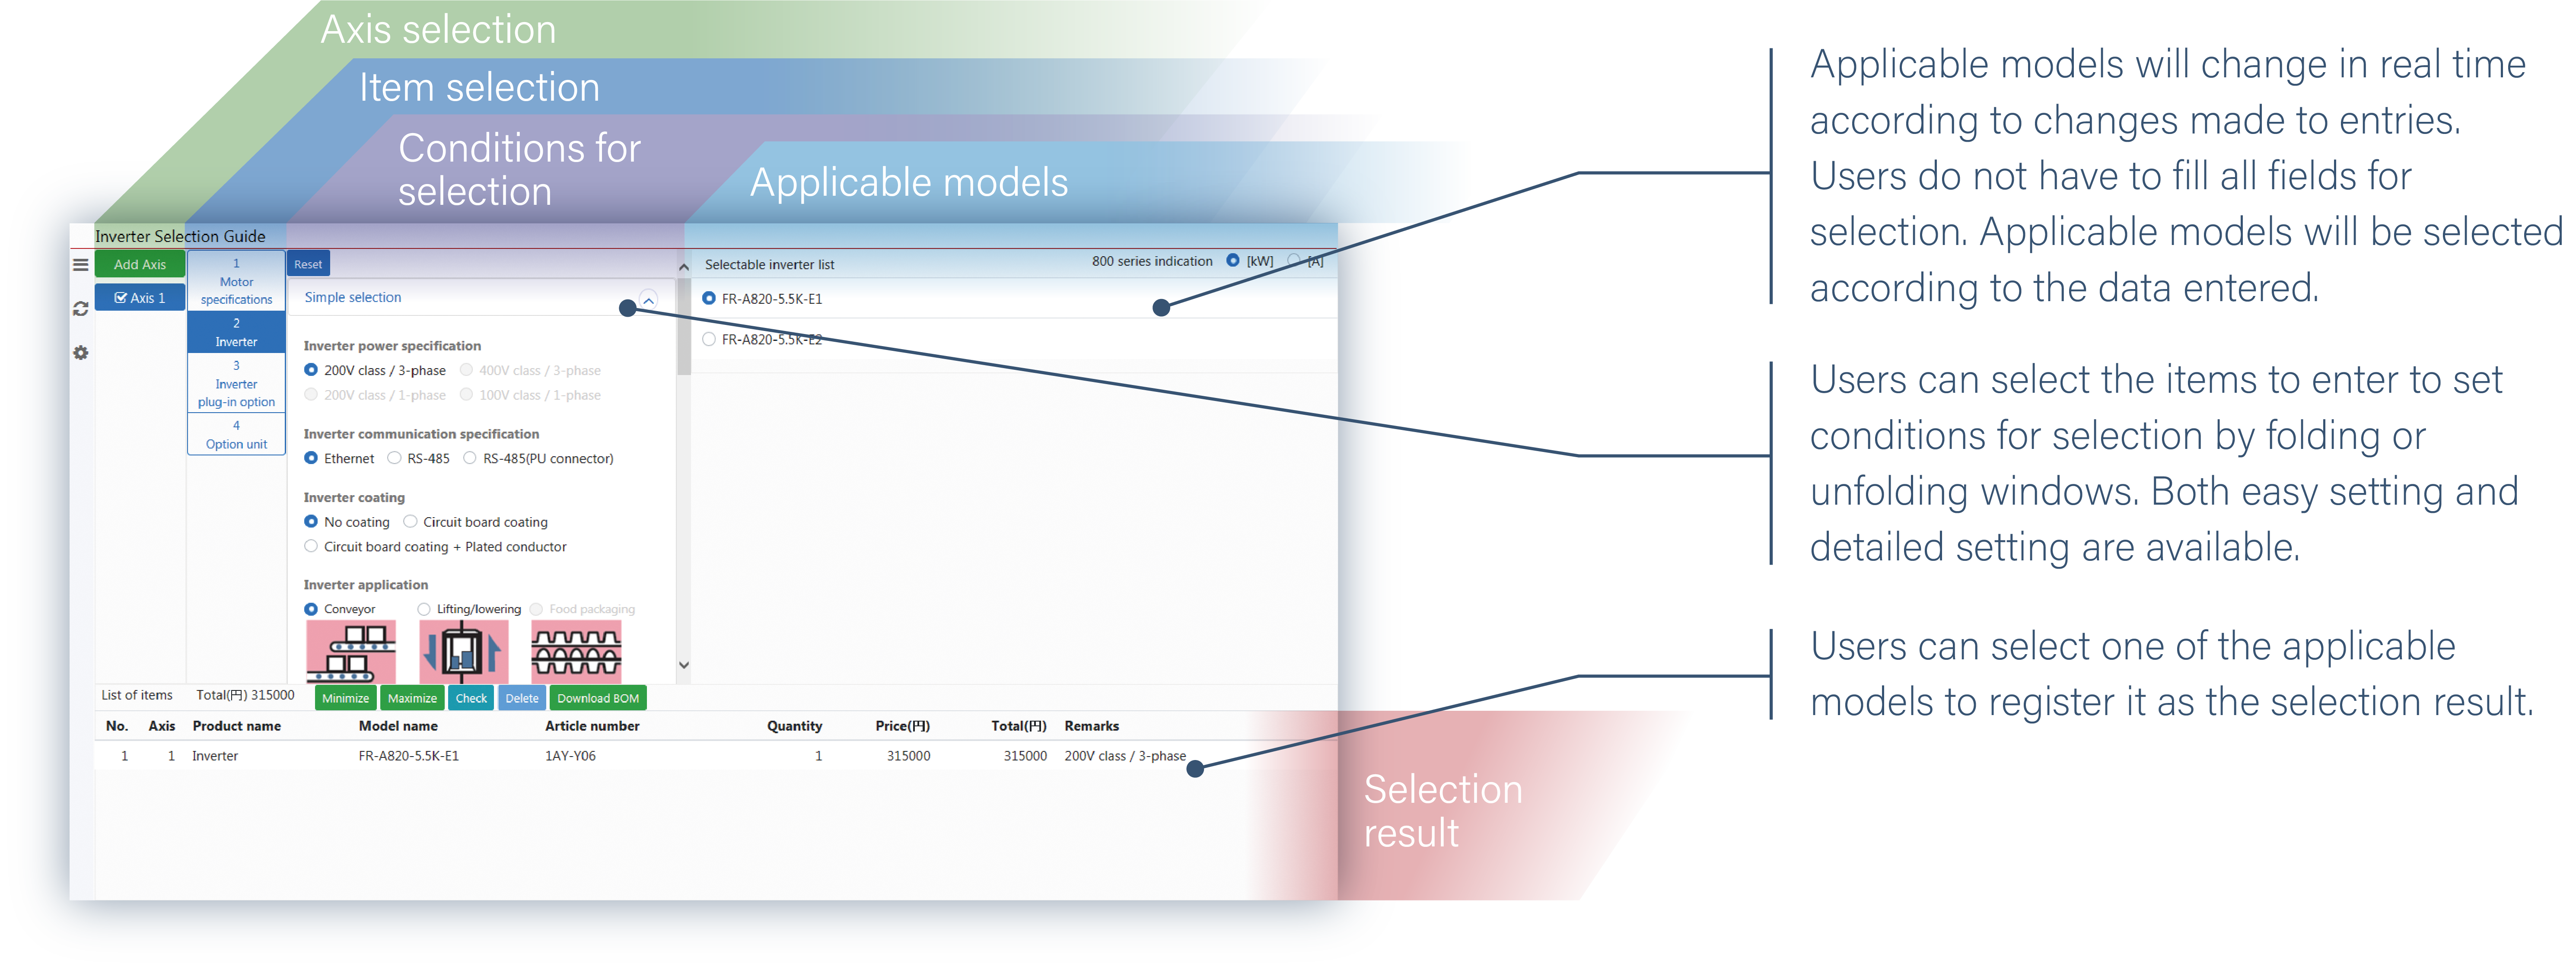 Axis selection
Item selection
Conditions for
selection
Applicable models
Inverter Selection Guide
Add Axis
Axis 1
1
Motor
specifications
2
Inverter
3
Inverter
plug-in option
4
Option unit
Reset
Simple selection
Inverter power specification
200V class / 3-phase 400V class / 3-phase
200V class / 1-phase 100V class / 1-phase
Inverter communication specification
Ethernet RS-485 RS-485(PU connector)
Inverter coating
No coating Circuit board coating
Circuit board coating + Plated conductor
Inverter application
Conveyor Lifting/lowering Food packaging
Selectable inverter list 800 series indication [kW] [A]
FR-A820-5.5K-E1
FR-A820-5.5K-E2
List of items Total(円) 315000 Minimize Maximize Check Delete Download BOM
No. Axis Product name Model name Article number Quantity Price(円) Total(円) Remarks
1 1 Inverter FR-A820-5.5K-E1 1AY-Y06 1 315000 315000 200V class / 3-phase
Selection
result
Applicable models will change in real time
according to changes made to entries.
Users do not have to fill all fields for
selection. Applicable models will be selected
according to the data entered.
Users can select the items to enter to set
conditions for selection by folding or
unfolding windows. Both easy setting and
detailed setting are available.
Users can select one of the applicable
models to register it as the selection result.